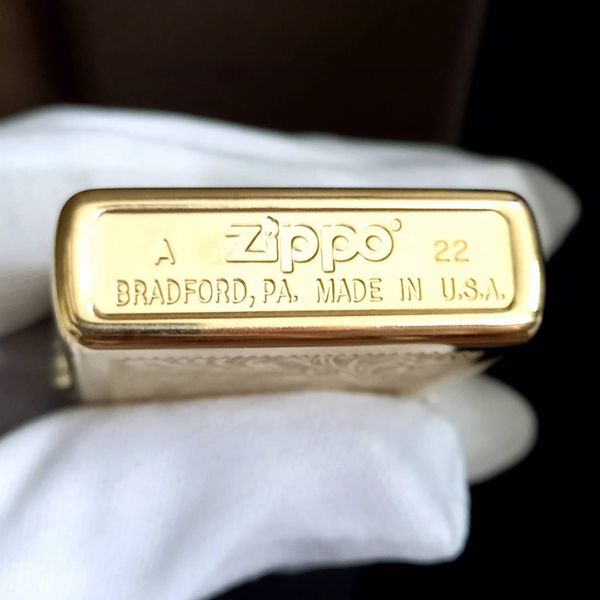 A zippo 22
BRADFORD, PA. MADE IN U.S.A.